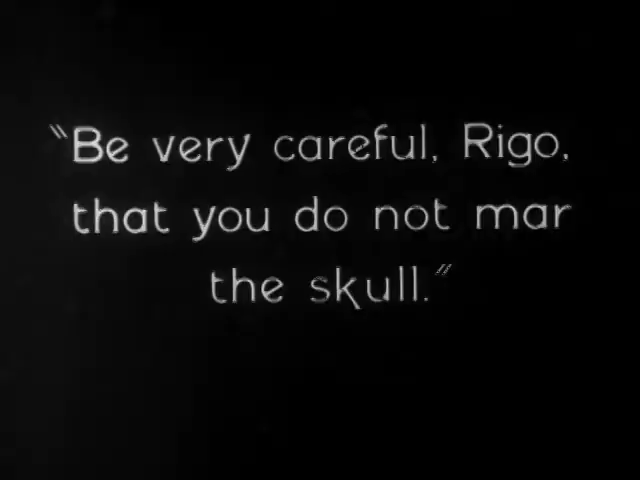 "Be very careful, Rigo,
that you do not mar
the skull."